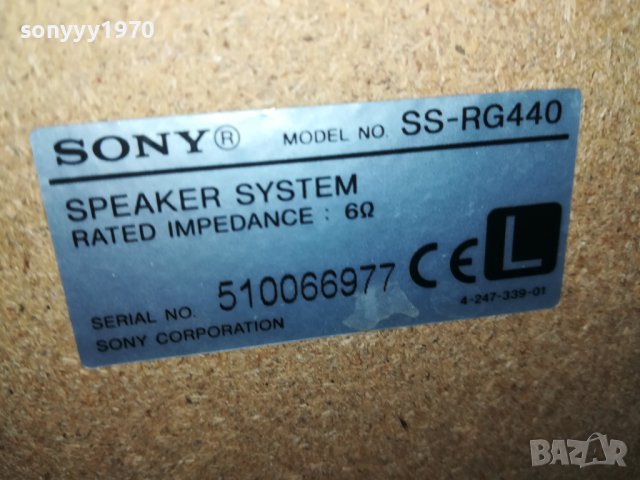 sonyyy1970
SONY® MODEL NO. SS-RG440
SPEAKER SYSTEM
RATED IMPEDANCE : 6Ω
SERIAL NO. 510066977 CE L
SONY CORPORATION 4-247-339-01
BAZAR